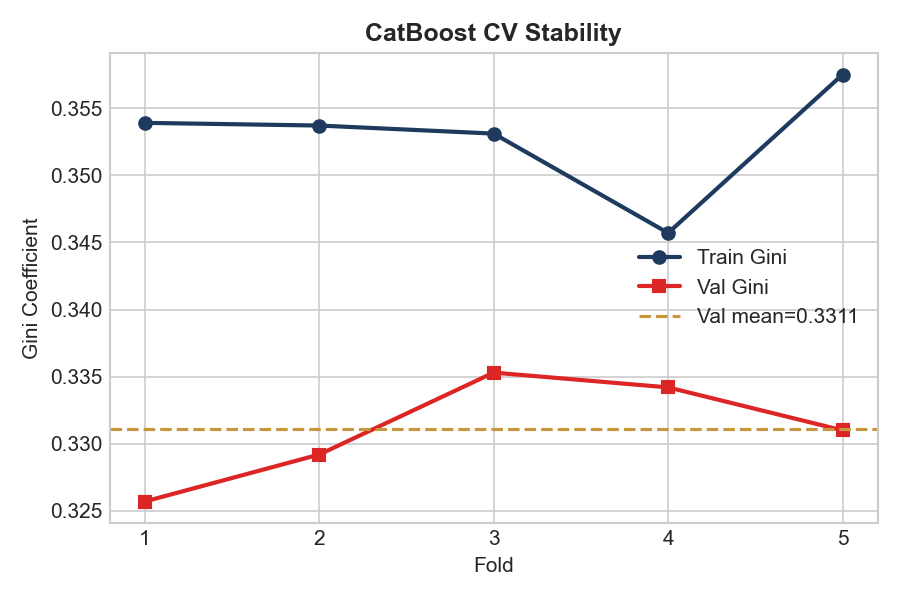 CatBoost CV Stability
Gini Coefficient
0.355
0.350
0.345
0.340
0.335
0.330
0.325
Train Gini
Val Gini
Val mean=0.3311
1 2 3 4 5
Fold